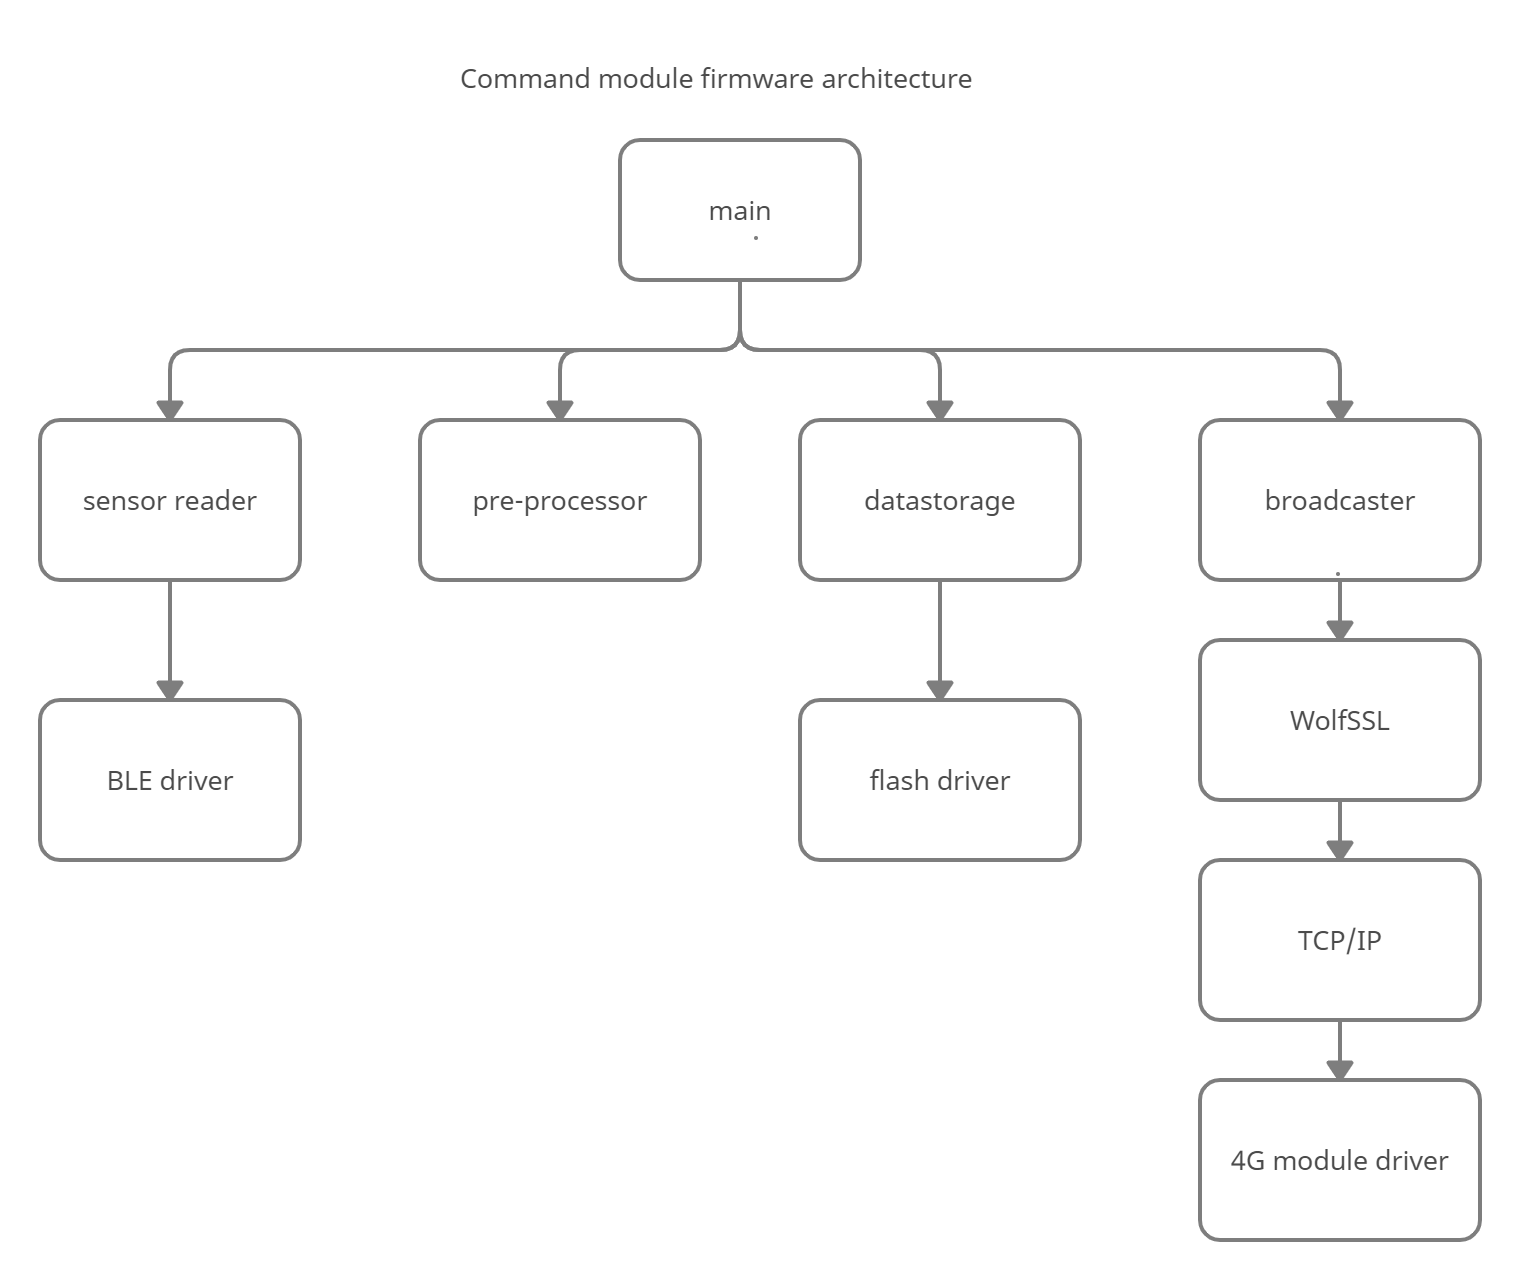 Command module firmware architecture
main
sensor reader
pre-processor
datastorage
broadcaster
WolfSSL
BLE driver
flash driver
TCP/IP
4G module driver